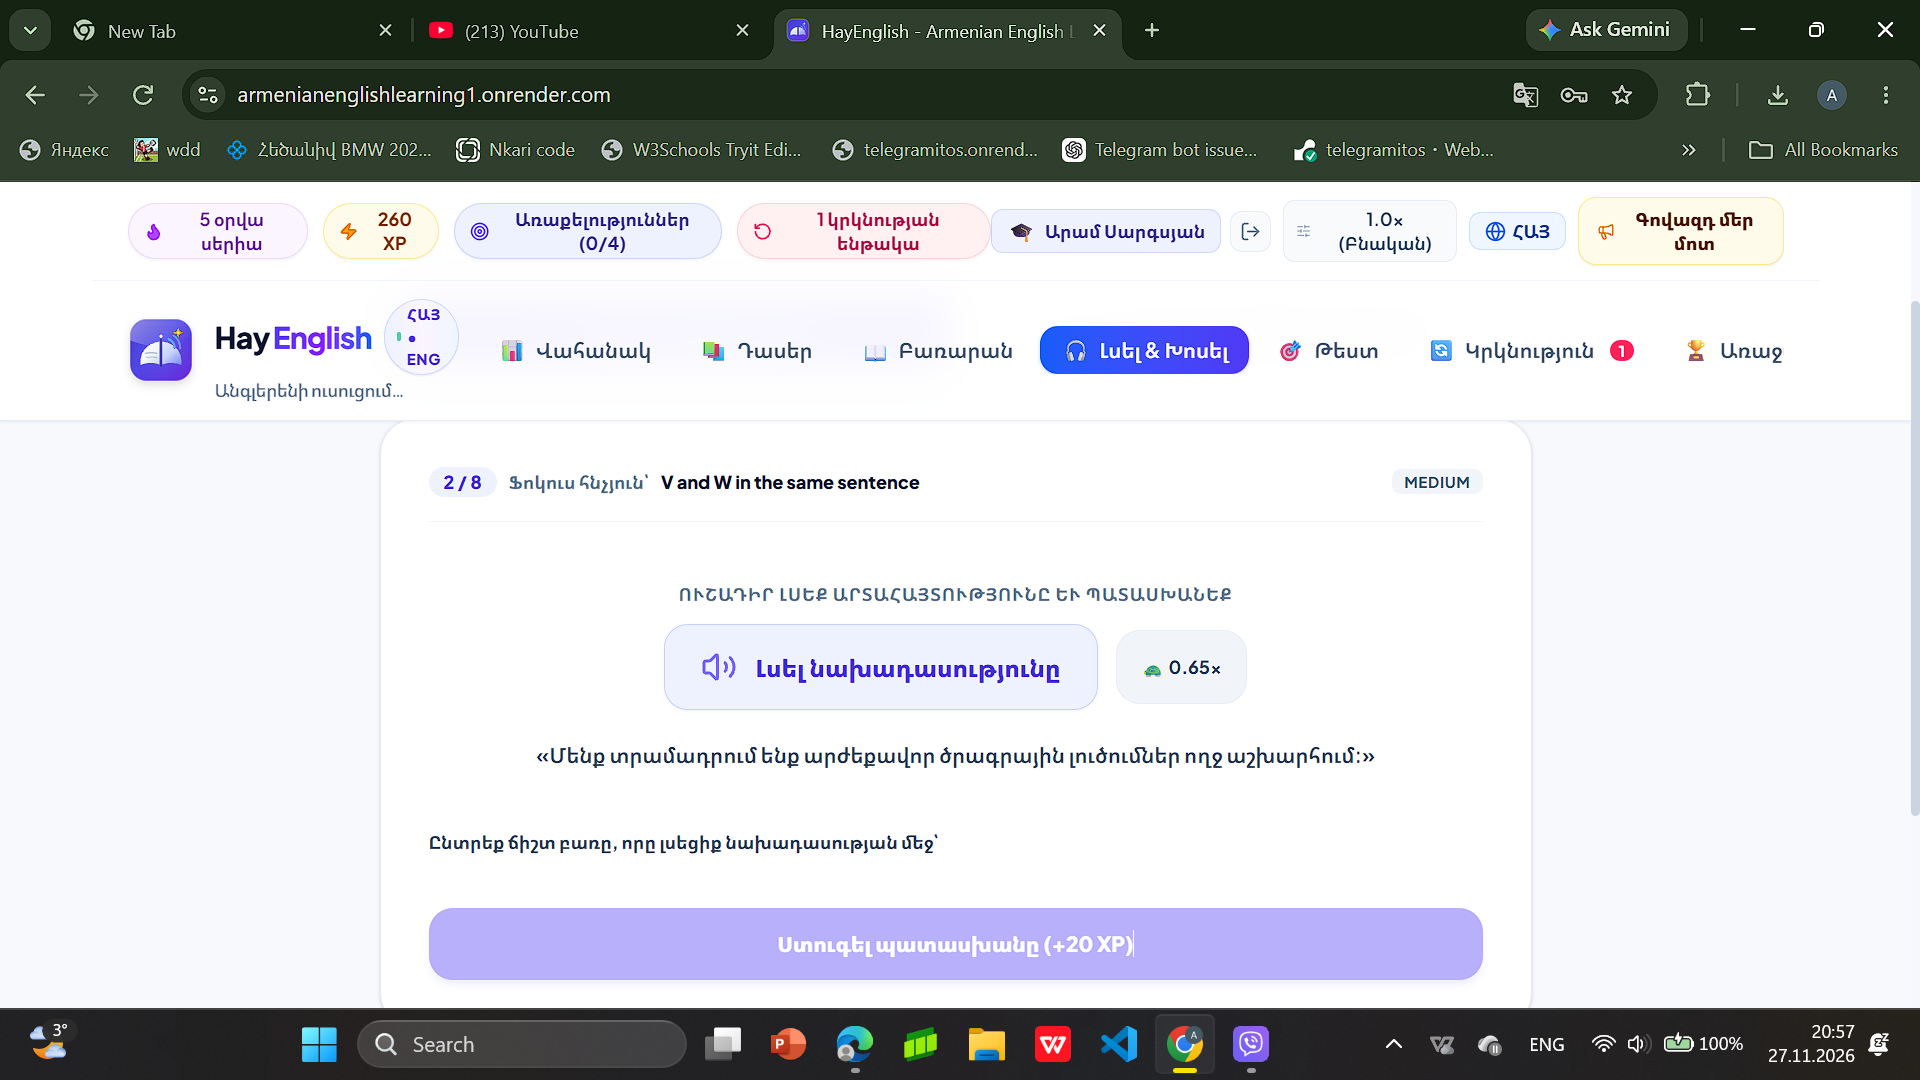 New Tab
(213) YouTube
HayEnglish - Armenian English L
Ask Gemini
armenianenglishlearning1.onrender.com
A
Яндекс
wdd
Հեծանիվ BMW 202...
Nkari code
W3Schools Tryit Edi...
telegramitos.onrend...
Telegram bot issue...
telegramitos • Web...
All Bookmarks
5 օրվա
սերիա
260
XP
Առաքելություններ
(0/4)
1 կրկնության
ենթակա
Արամ Սարգսյան
1.0×
(Բնական)
ՀԱՅ
Գովազդ մեր
մոտ
HayEnglish
ՀԱՅ
•
ENG
Անգլերենի ուսուցում...
Վահանակ
Դասեր
Բառարան
Լսել & Խոսել
Թեստ
Կրկնություն 1
Առաջ
2 / 8
Ֆոկուս հնչյուն՝ V and W in the same sentence
MEDIUM
ՈՒՇԱԴԻՐ ԼՍԵՔ ԱՐՏԱՀԱՅՏՈՒԹՅՈՒՆԸ ԵՒ ՊԱՏԱՍԽԱՆԵՔ
Լսել նախադասությունը
0.65×
«Մենք տրամադրում ենք արժեքավոր ծրագրային լուծումներ ողջ աշխարհում:»
Ընտրեք ճիշտ բառը, որը լսեցիք նախադասության մեջ՝
Ստուգել պատասխանը (+20 XP)
3°
Search
ENG
100%
20:57
27.11.2026